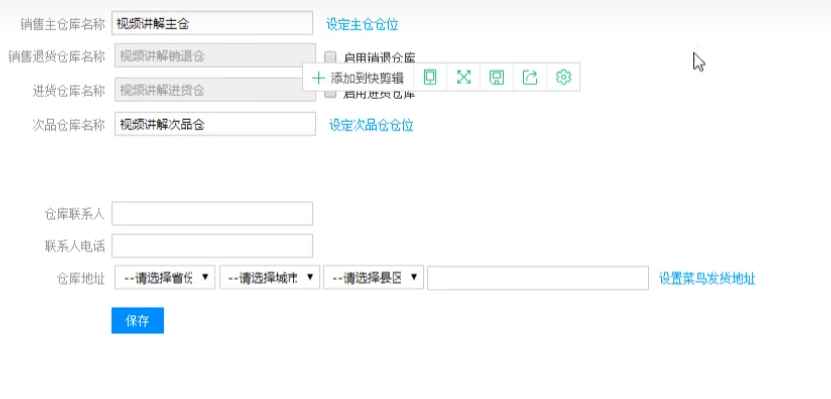 销售主仓库名称 视频讲解主仓 设定主仓仓位
销售退货仓库名称 视频讲解销退仓 启用销退仓库
添加到快剪辑
进货仓库名称 视频讲解进货仓 启用进货仓库
次品仓库名称 视频讲解次品仓 设定次品仓仓位
仓库联系人
联系人电话
仓库地址 --请选择省份 --请选择城市 --请选择县区 设置菜鸟发货地址
保存